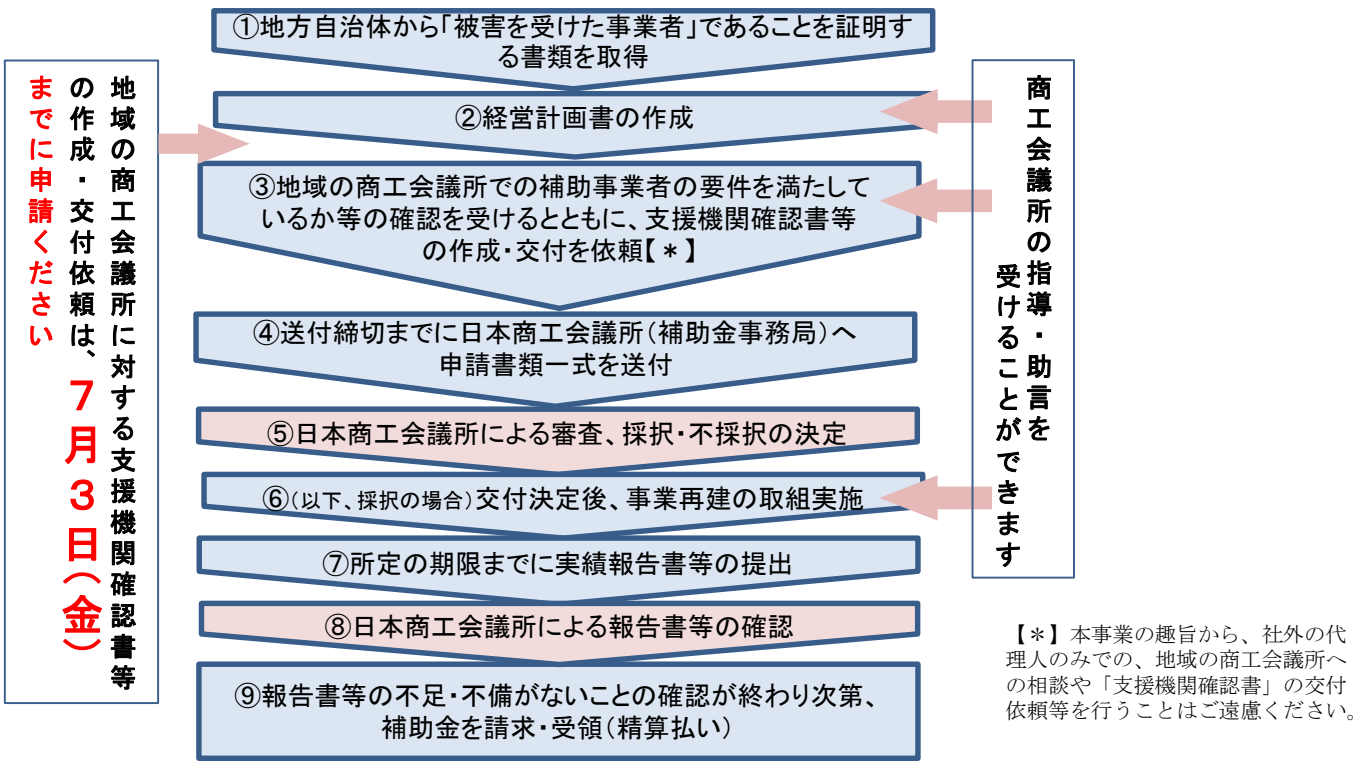 ①地方自治体から「被害を受けた事業者」であることを証明す
る書類を取得
地域の商工会議所に対する支援機関確認書等
の作成・交付依頼は、7月3日(金)
までに申請ください
②経営計画書の作成
商工会議所の指導・助言を
受けることができます
③地域の商工会議所での補助事業者の要件を満たして
いるか等の確認を受けるとともに、支援機関確認書等
の作成・交付を依頼【*】
④送付締切までに日本商工会議所(補助金事務局)へ
申請書類一式を送付
⑤日本商工会議所による審査、採択・不採択の決定
⑥(以下、採択の場合)交付決定後、事業再建の取組実施
⑦所定の期限までに実績報告書等の提出
⑧日本商工会議所による報告書等の確認
⑨報告書等の不足・不備がないことの確認が終わり次第、
補助金を請求・受領(精算払い)
【*】本事業の趣旨から、社外の代
理人のみでの、地域の商工会議所へ
の相談や「支援機関確認書」の交付
依頼等を行うことはご遠慮ください。